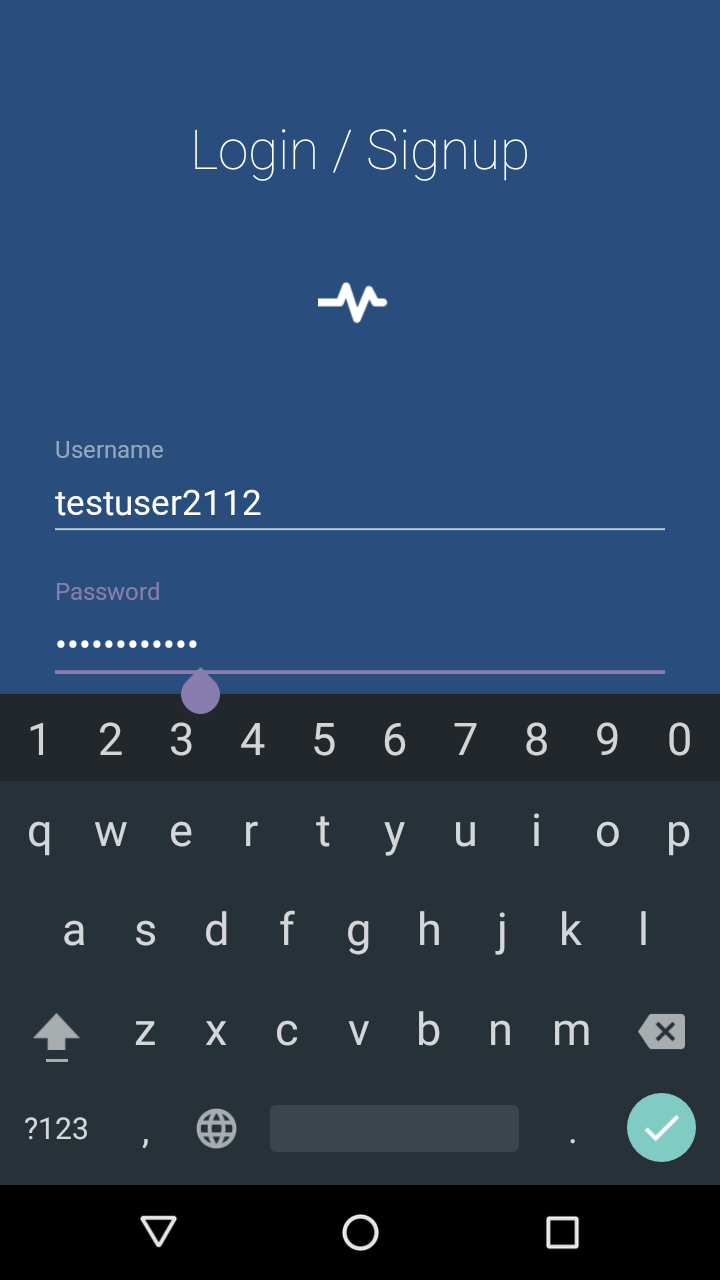 Login / Signup
Username
testuser2112
Password
••••••••••••
1 2 3 4 5 6 7 8 9 0
q w e r t y u i o p
a s d f g h j k l
z x c v b n m
?123 , .